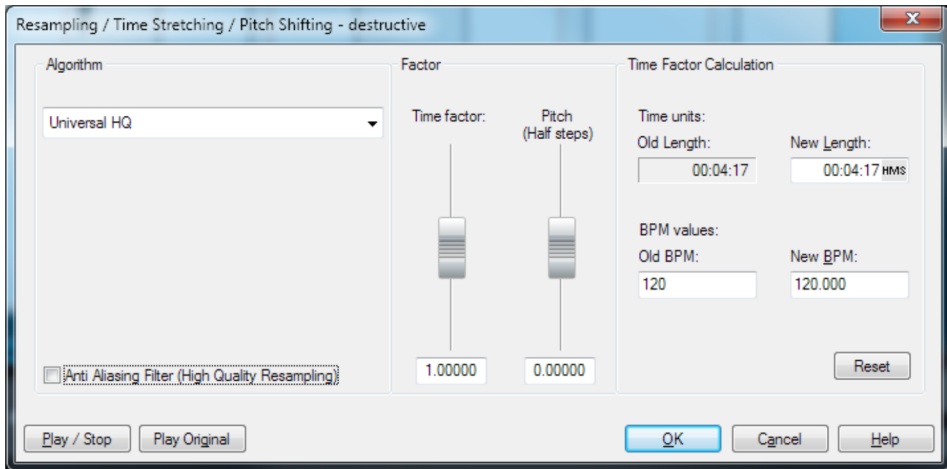 Resampling / Time Stretching / Pitch Shifting - destructive
Algorithm
Universal HQ
Anti Aliasing Filter (High Quality Resampling)
Factor
Time factor:
Pitch
(Half steps)
1.00000
0.00000
Time Factor Calculation
Time units:
Old Length:
New Length:
00:04:17
00:04:17 HMS
BPM values:
Old BPM:
New BPM:
120
120.000
Reset
Play / Stop
Play Original
OK
Cancel
Help